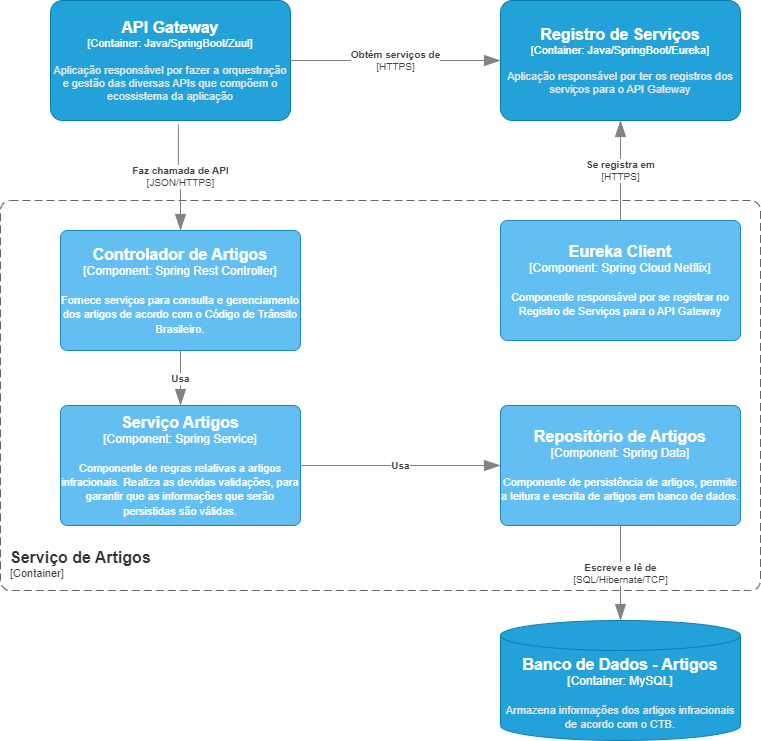 API Gateway
[Container: Java/SpringBoot/Zuul]
Aplicação responsável por fazer a orquestração
e gestão das diversas APIs que compõem o
ecossistema da aplicação
Obtém serviços de
[HTTPS]
Registro de Serviços
[Container: Java/SpringBoot/Eureka]
Aplicação responsável por ter os registros dos
serviços para o API Gateway
Faz chamada de API
[JSON/HTTPS]
Se registra em
[HTTPS]
Controlador de Artigos
[Component: Spring Rest Controller]
Fornece serviços para consulta e gerenciamento
dos artigos de acordo com o Código de Trânsito
Brasileiro.
Eureka Client
[Component: Spring Cloud Netflix]
Componente responsável por se registrar no
Registro de Serviços para o API Gateway
Usa
Serviço Artigos
[Component: Spring Service]
Componente de regras relativas a artigos
infracionais. Realiza as devidas validações, para
garantir que as informações que serão
persistidas são válidas.
Usa
Repositório de Artigos
[Component: Spring Data]
Componente de persistência de artigos, permite
a leitura e escrita de artigos em banco de dados.
Serviço de Artigos
[Container]
Escreve e lê de
[SQL/Hibernate/TCP]
Banco de Dados - Artigos
[Container: MySQL]
Armazena informações dos artigos infracionais
de acordo com o CTB.